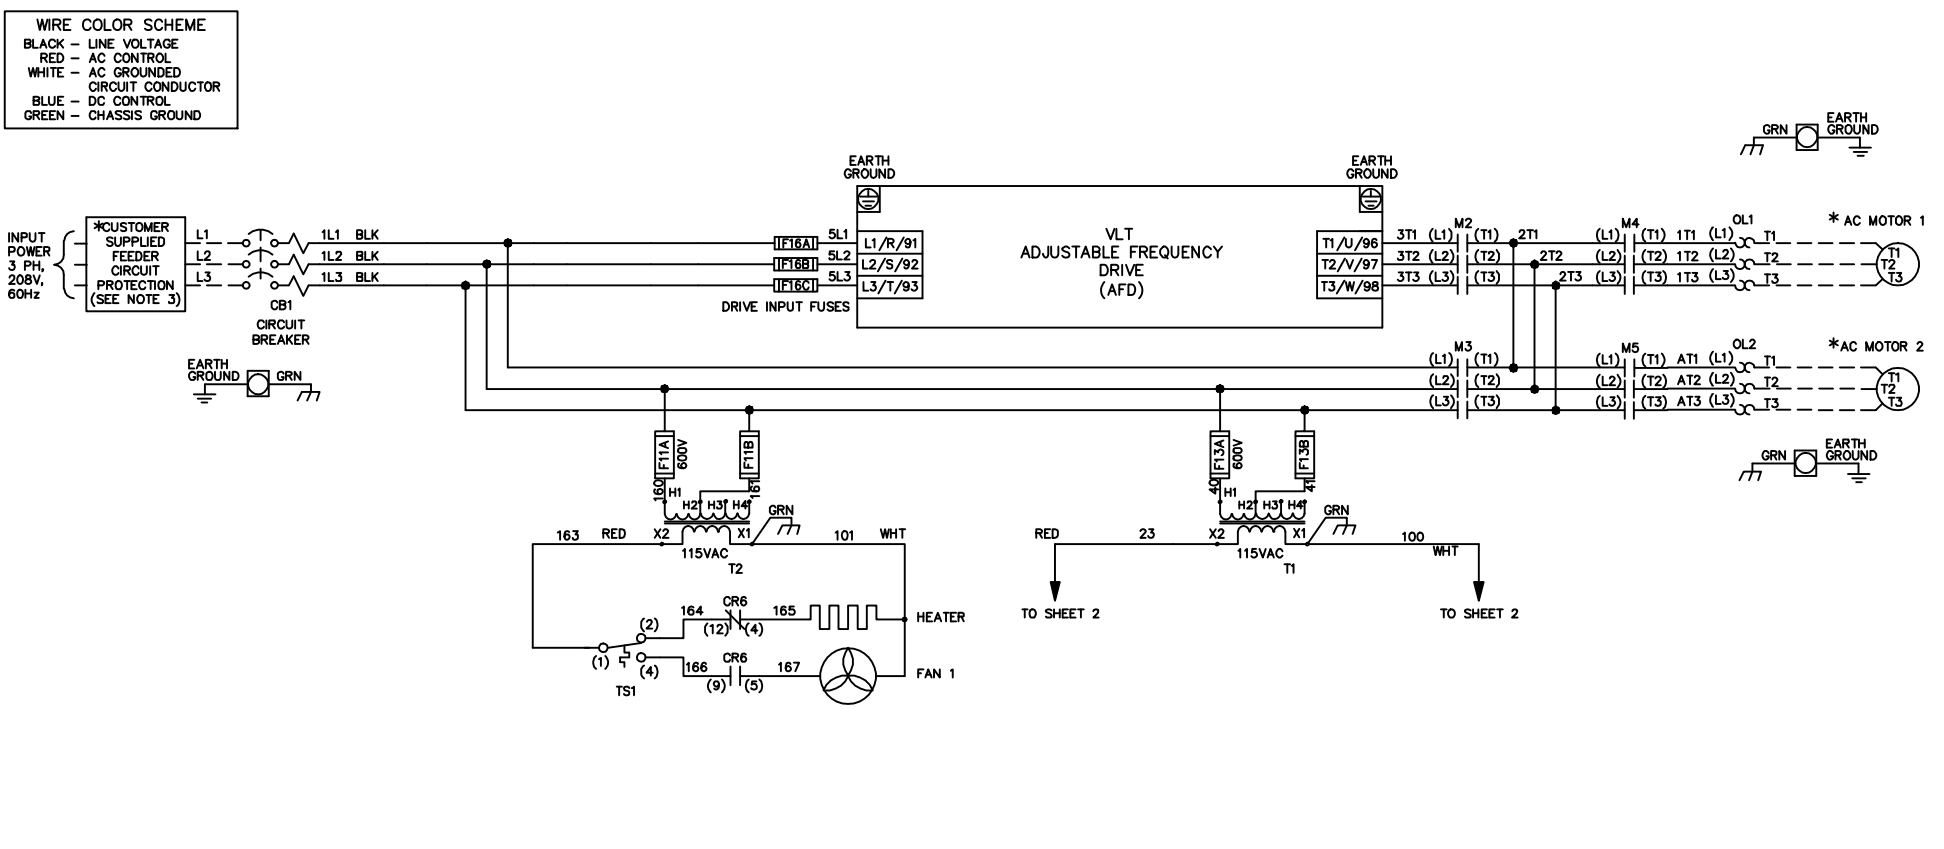 WIRE COLOR SCHEME
BLACK - LINE VOLTAGE
RED - AC CONTROL
WHITE - AC GROUNDED
CIRCUIT CONDUCTOR
BLUE - DC CONTROL
GREEN - CHASSIS GROUND
GRN
EARTH
GROUND
EARTH
GROUND
EARTH
GROUND
INPUT
POWER
3 PH,
208V,
60Hz
*CUSTOMER
SUPPLIED
FEEDER
CIRCUIT
PROTECTION
(SEE NOTE 3)
L1
L2
L3
CB1
CIRCUIT
BREAKER
1L1 BLK
1L2 BLK
1L3 BLK
F16A
F16B
F16C
5L1
5L2
5L3
DRIVE INPUT FUSES
L1/R/91
L2/S/92
L3/T/93
VLT
ADJUSTABLE FREQUENCY
DRIVE
(AFD)
T1/U/96
T2/V/97
T3/W/98
M2
3T1 (L1) (T1) 2T1
3T2 (L2) (T2) 2T2
3T3 (L3) (T3) 2T3
M4
(L1) (T1) 1T1 (L1)
(L2) (T2) 1T2 (L2)
(L3) (T3) 1T3 (L3)
OL1
T1
T2
T3
* AC MOTOR 1
T1
T2
T3
EARTH
GROUND
GRN
M3
(L1) (T1)
(L2) (T2)
(L3) (T3)
M5
(L1) (T1) AT1 (L1)
(L2) (T2) AT2 (L2)
(L3) (T3) AT3 (L3)
OL2
T1
T2
T3
*AC MOTOR 2
T1
T2
T3
GRN
EARTH
GROUND
F11A
600V
F11B
160
161
H1
H2 H3 H4
GRN
163 RED X2 X1 101 WHT
115VAC
T2
F13A
600V
F13B
40
41
H1
H2 H3 H4
GRN
RED 23 X2 X1 100
WHT
115VAC
T1
TO SHEET 2
TO SHEET 2
CR6
164 165
(12) (4)
HEATER
(2)
(1)
(4)
TS1
CR6
166 167
(9) (5)
FAN 1